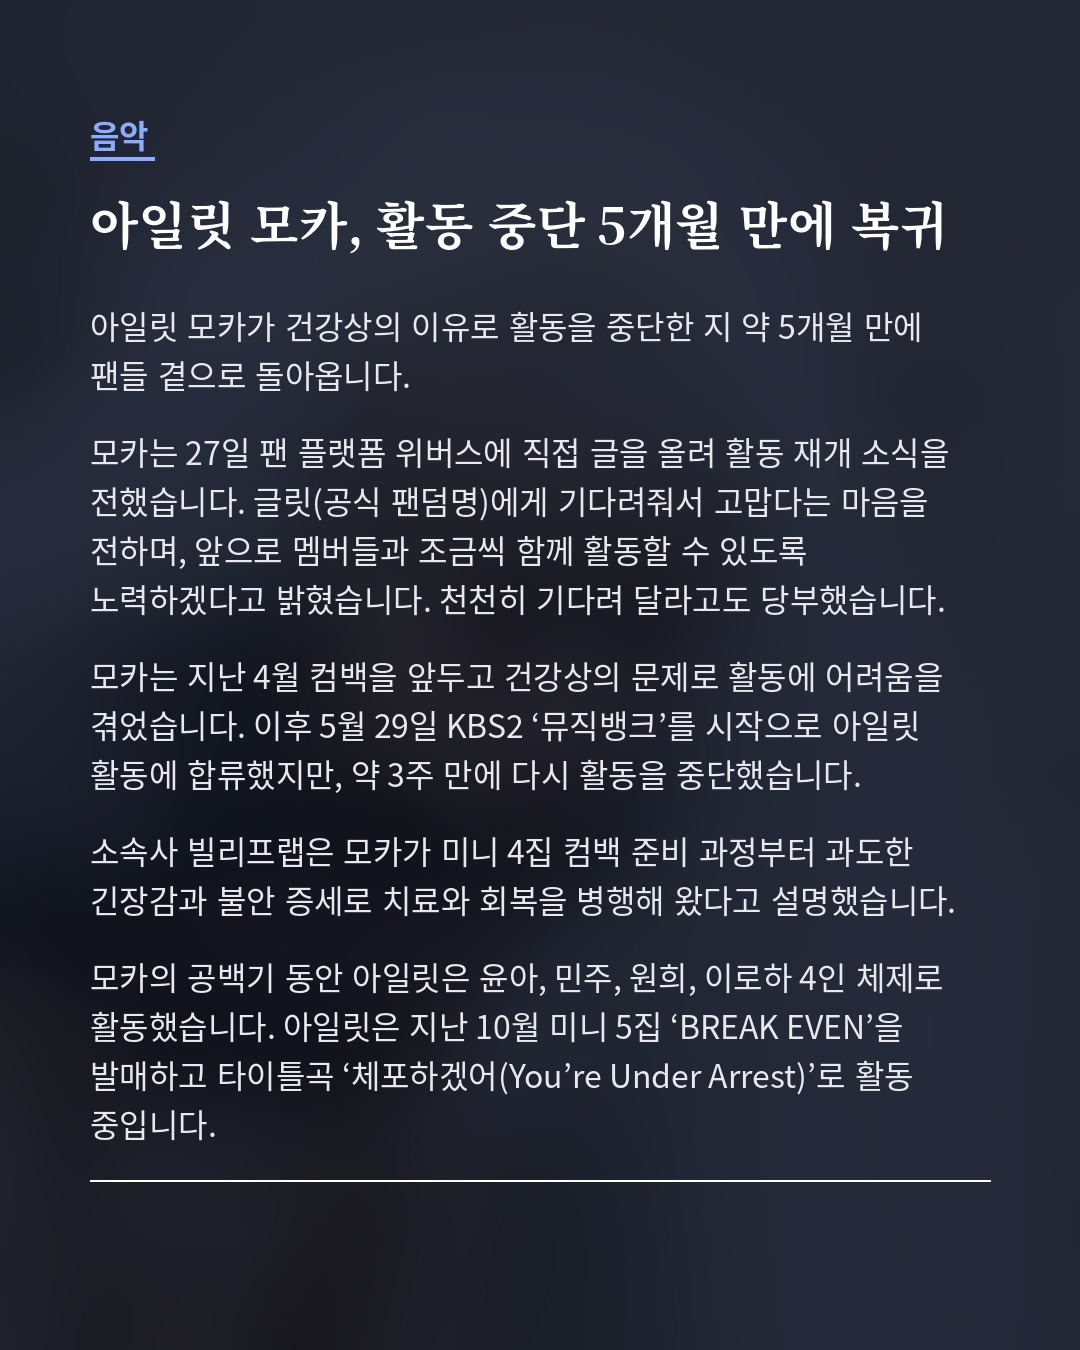 음악
아일릿 모카, 활동 중단 5개월 만에 복귀
아일릿 모카가 건강상의 이유로 활동을 중단한 지 약 5개월 만에
팬들 곁으로 돌아옵니다.
모카는 27일 팬 플랫폼 위버스에 직접 글을 올려 활동 재개 소식을
전했습니다. 글릿(공식 팬덤명)에게 기다려줘서 고맙다는 마음을
전하며, 앞으로 멤버들과 조금씩 함께 활동할 수 있도록
노력하겠다고 밝혔습니다. 천천히 기다려 달라고도 당부했습니다.
모카는 지난 4월 컴백을 앞두고 건강상의 문제로 활동에 어려움을
겪었습니다. 이후 5월 29일 KBS2 ‘뮤직뱅크’를 시작으로 아일릿
활동에 합류했지만, 약 3주 만에 다시 활동을 중단했습니다.
소속사 빌리프랩은 모카가 미니 4집 컴백 준비 과정부터 과도한
긴장감과 불안 증세로 치료와 회복을 병행해 왔다고 설명했습니다.
모카의 공백기 동안 아일릿은 윤아, 민주, 원희, 이로하 4인 체제로
활동했습니다. 아일릿은 지난 10월 미니 5집 ‘BREAK EVEN’을
발매하고 타이틀곡 ‘체포하겠어(You’re Under Arrest)’로 활동
중입니다.